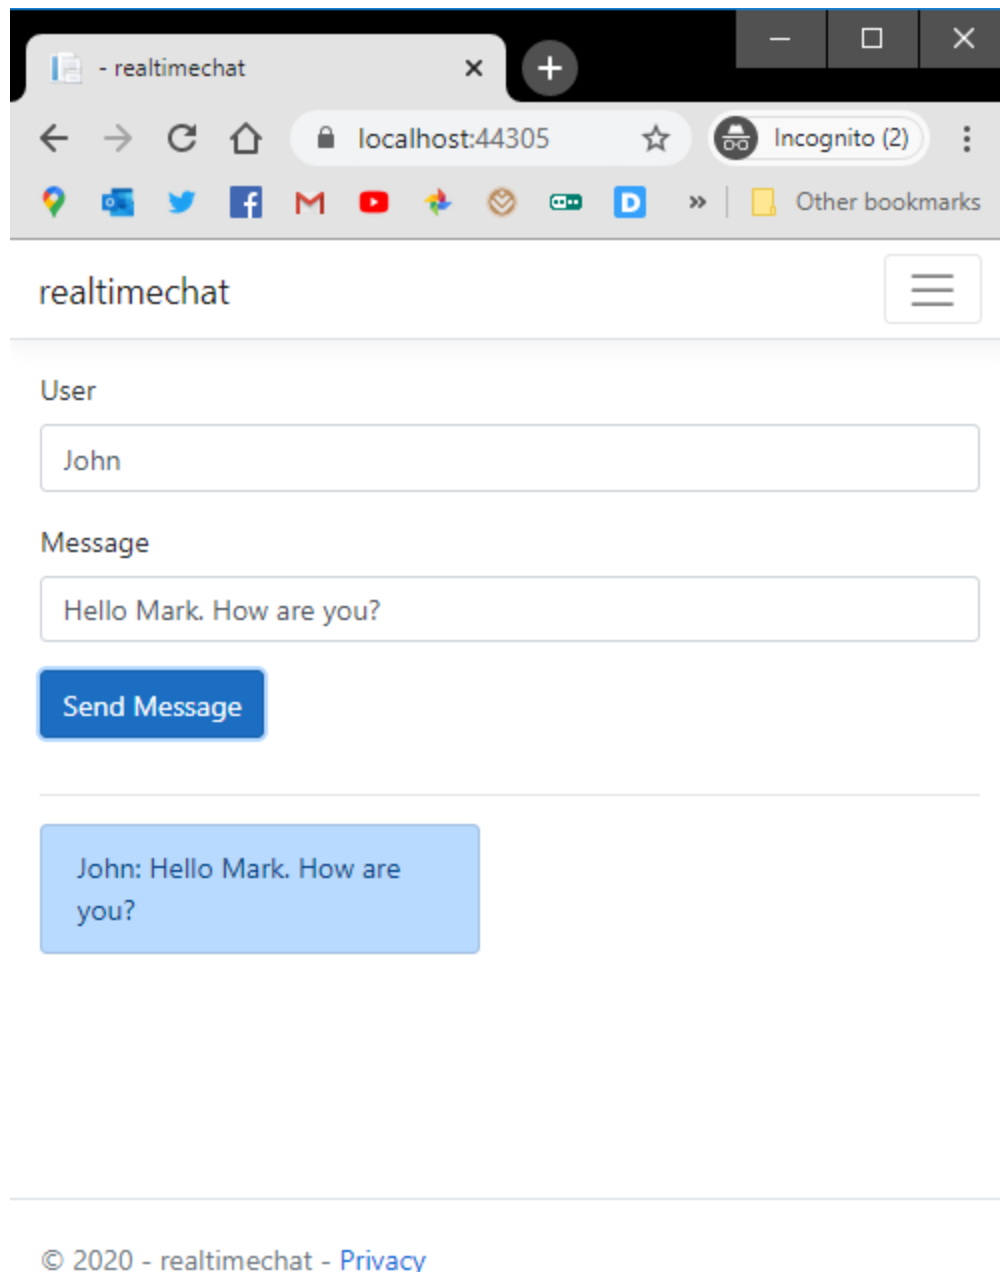 - realtimechat
localhost:44305
Incognito (2)
D
Other bookmarks
realtimechat
User
John
Message
Hello Mark. How are you?
Send Message
John: Hello Mark. How are
you?
© 2020 - realtimechat - Privacy